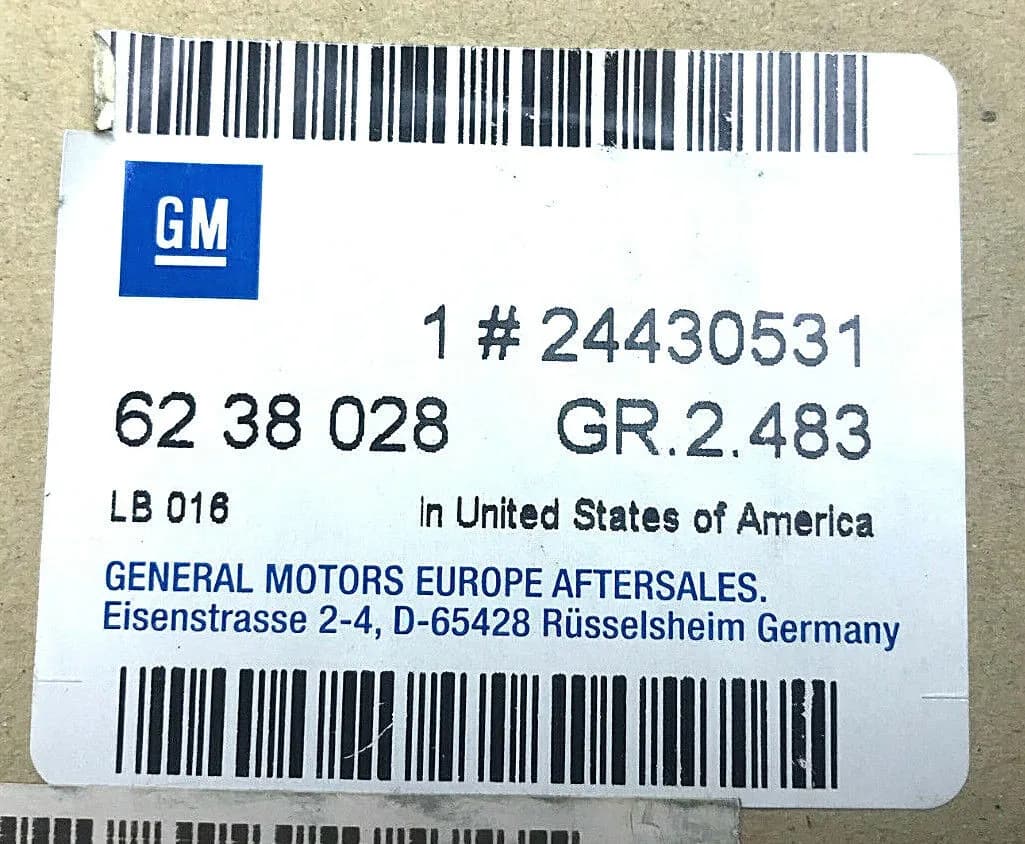 GM
1 # 24430531
62 38 028 GR.2.483
LB 016 in United States of America
GENERAL MOTORS EUROPE AFTERSALES.
Eisenstrasse 2-4, D-65428 Rüsselsheim Germany